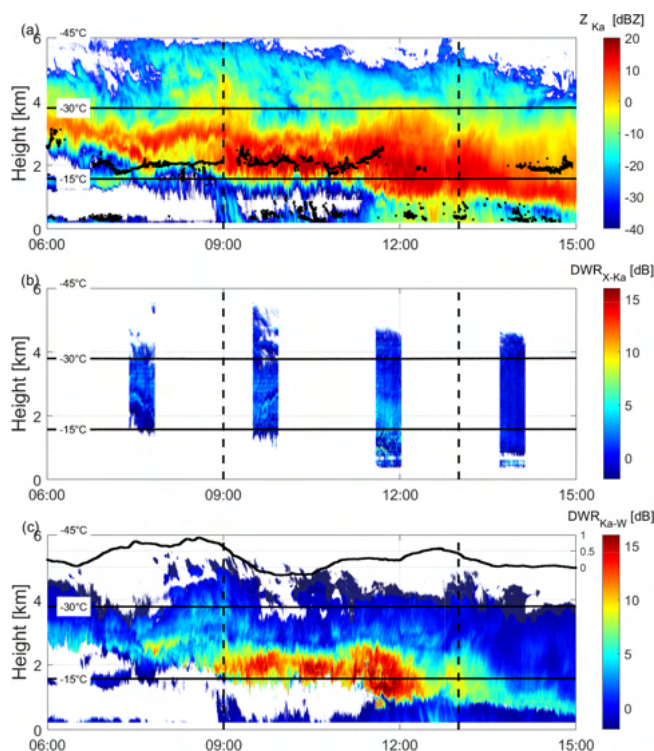 (a)
Z Ka [dBZ]
6
-45°C
20
10
4
-30°C
0
Height [km]
-10
2
-20
-15°C
-30
0
-40
06:00 09:00 12:00 15:00
(b)
DWR X-Ka [dB]
6
-45°C
15
4
-30°C
10
Height [km]
5
2
-15°C
0
0
06:00 09:00 12:00 15:00
(c)
DWR Ka-W [dB]
-45°C
6
1
15
0.5
0
4
-30°C
10
Height [km]
5
2
-15°C
0
0
06:00 09:00 12:00 15:00